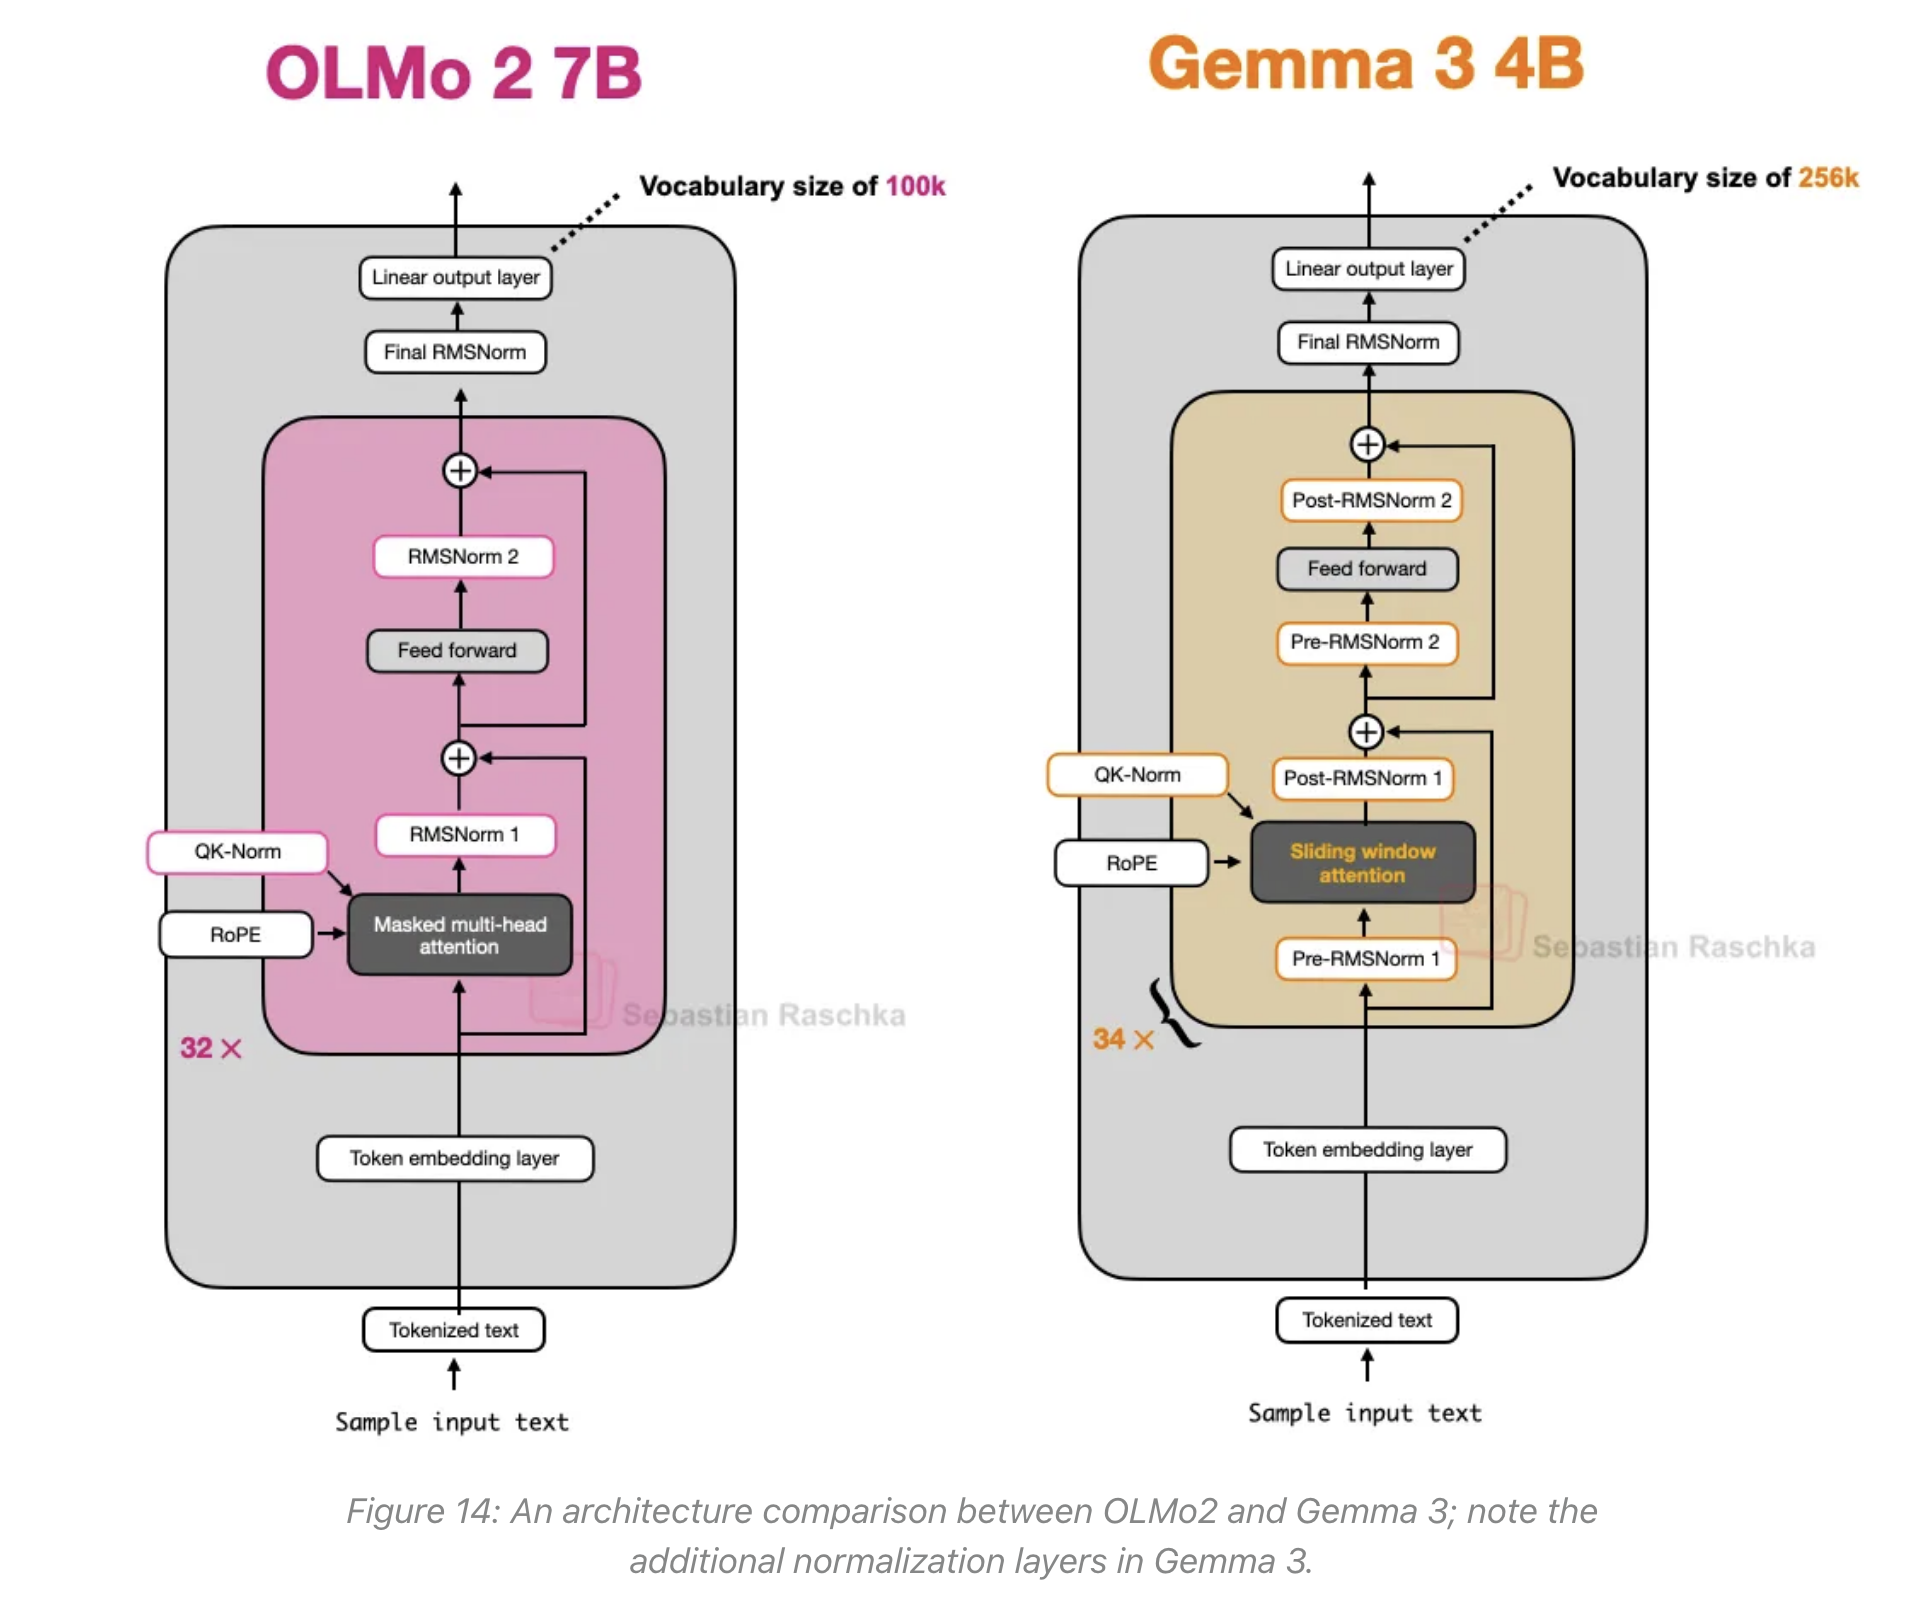 OLMo 2 7B
Vocabulary size of 100k
Linear output layer
Final RMSNorm
RMSNorm 2
Feed forward
RMSNorm 1
QK-Norm
RoPE
Masked multi-head
attention
Sebastian Raschka
32 ×
Token embedding layer
Tokenized text
Sample input text
Gemma 3 4B
Vocabulary size of 256k
Linear output layer
Final RMSNorm
Post-RMSNorm 2
Feed forward
Pre-RMSNorm 2
QK-Norm
Post-RMSNorm 1
RoPE
Sliding window
attention
Sebastian Raschka
Pre-RMSNorm 1
34 ×
Token embedding layer
Tokenized text
Sample input text
Figure 14: An architecture comparison between OLMo2 and Gemma 3; note the
additional normalization layers in Gemma 3.